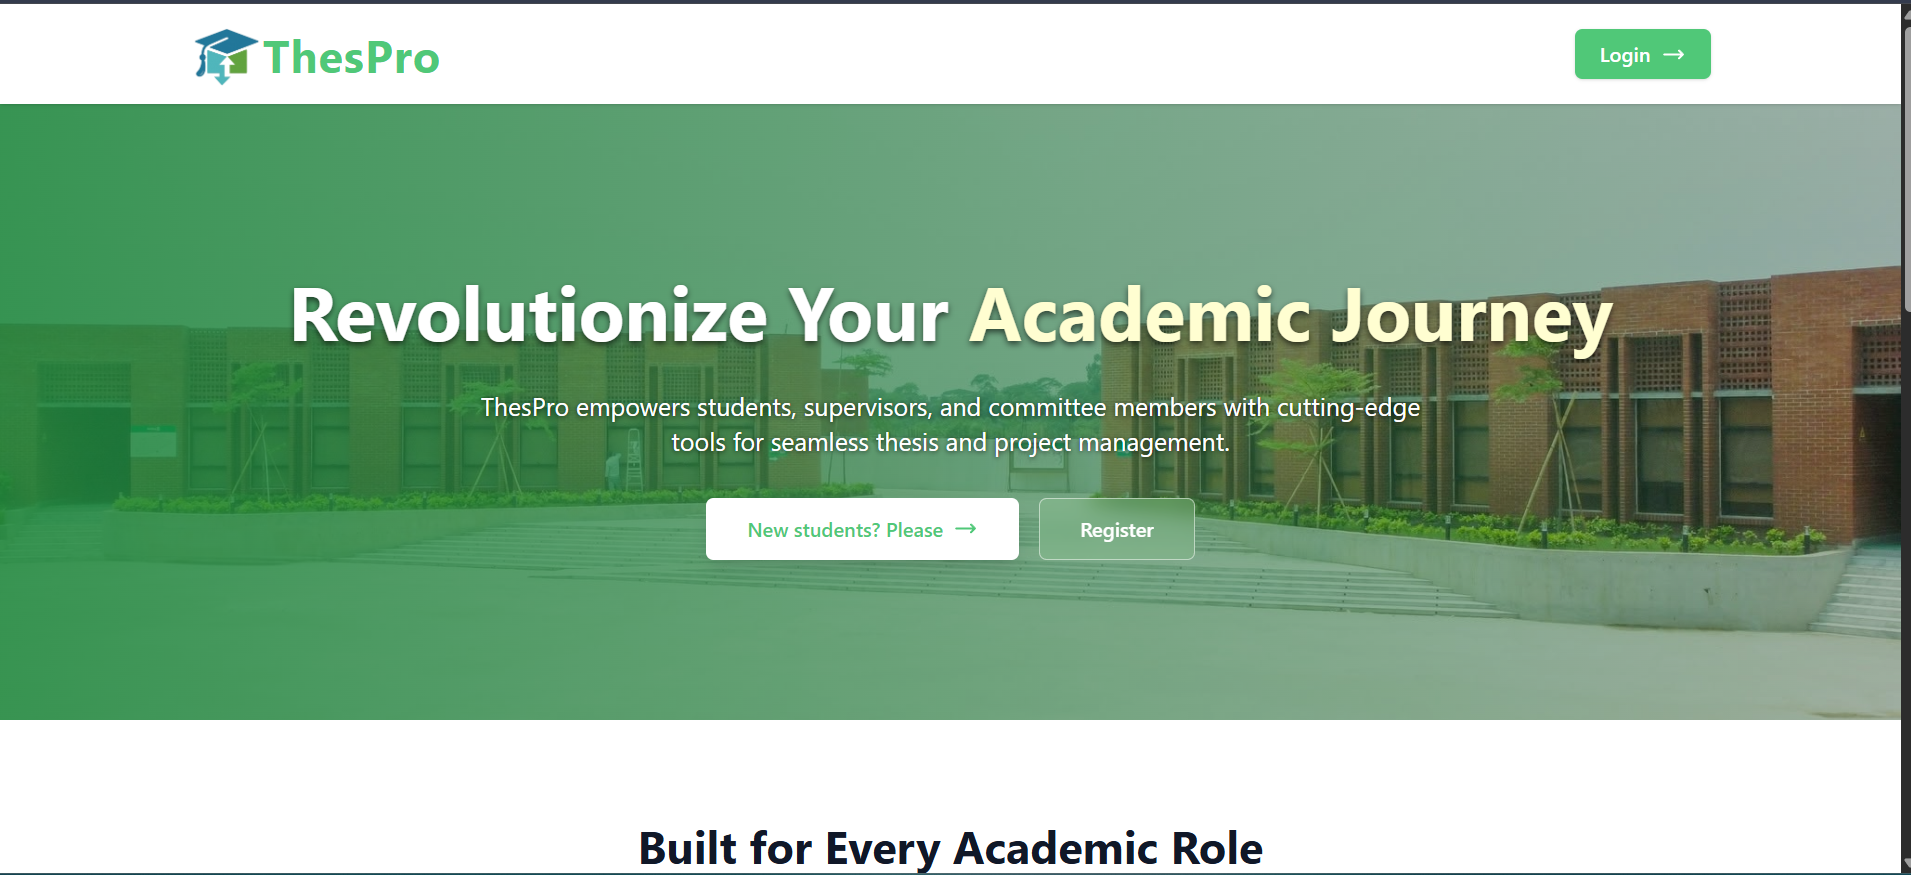 ThesPro
Login
Revolutionize Your Academic Journey
ThesPro empowers students, supervisors, and committee members with cutting-edge
tools for seamless thesis and project management.
New students? Please
Register
Built for Every Academic Role